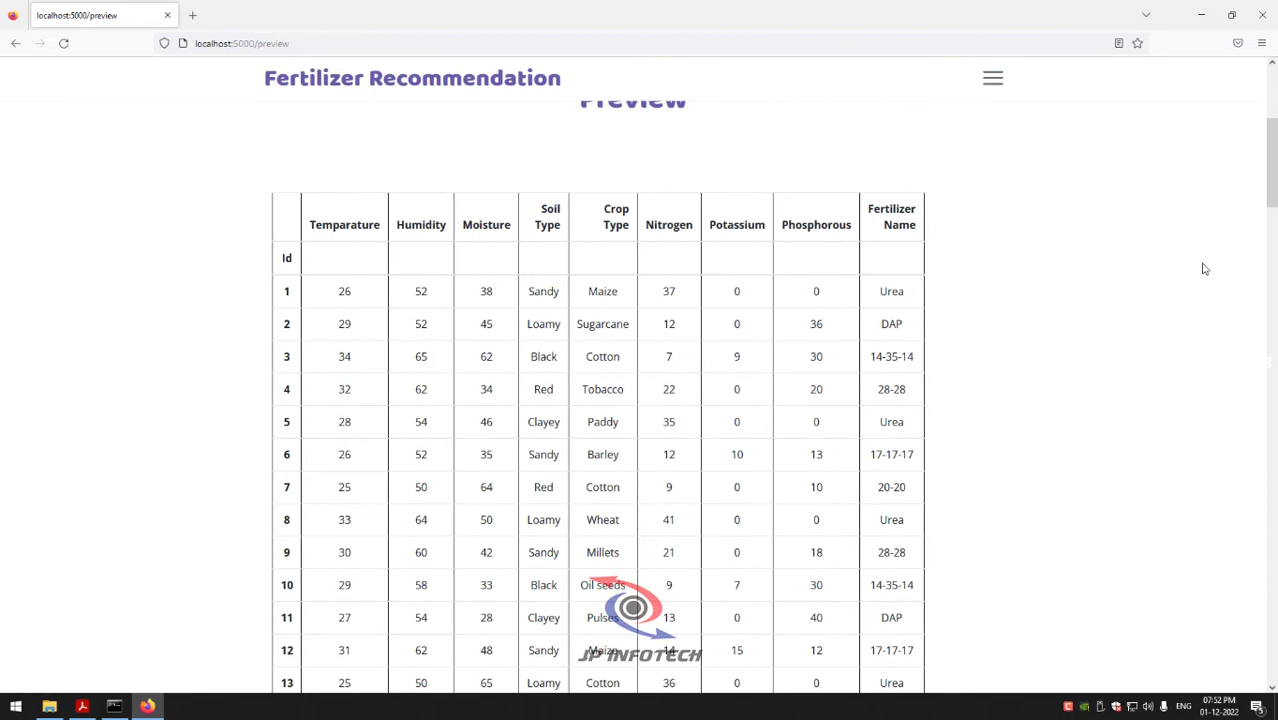 localhost:5000/preview
localhost:5000/preview
Fertilizer Recommendation
Preview
Temparature Humidity Moisture Soil Type Crop Type Nitrogen Potassium Phosphorous Fertilizer Name
Id
1 26 52 38 Sandy Maize 37 0 0 Urea
2 29 52 45 Loamy Sugarcane 12 0 36 DAP
3 34 65 62 Black Cotton 7 9 30 14-35-14
4 32 62 34 Red Tobacco 22 0 20 28-28
5 28 54 46 Clayey Paddy 35 0 0 Urea
6 26 52 35 Sandy Barley 12 10 13 17-17-17
7 25 50 64 Red Cotton 9 0 10 20-20
8 33 64 50 Loamy Wheat 41 0 0 Urea
9 30 60 42 Sandy Millets 21 0 18 28-28
10 29 58 33 Black Oil seeds 9 7 30 14-35-14
11 27 54 28 Clayey Pulses 13 0 40 DAP
12 31 62 48 Sandy Maize 14 15 12 17-17-17
JP INFOTECH
13 25 50 65 Loamy Cotton 36 0 0 Urea
ENG
07:52 PM
01-12-2022
5